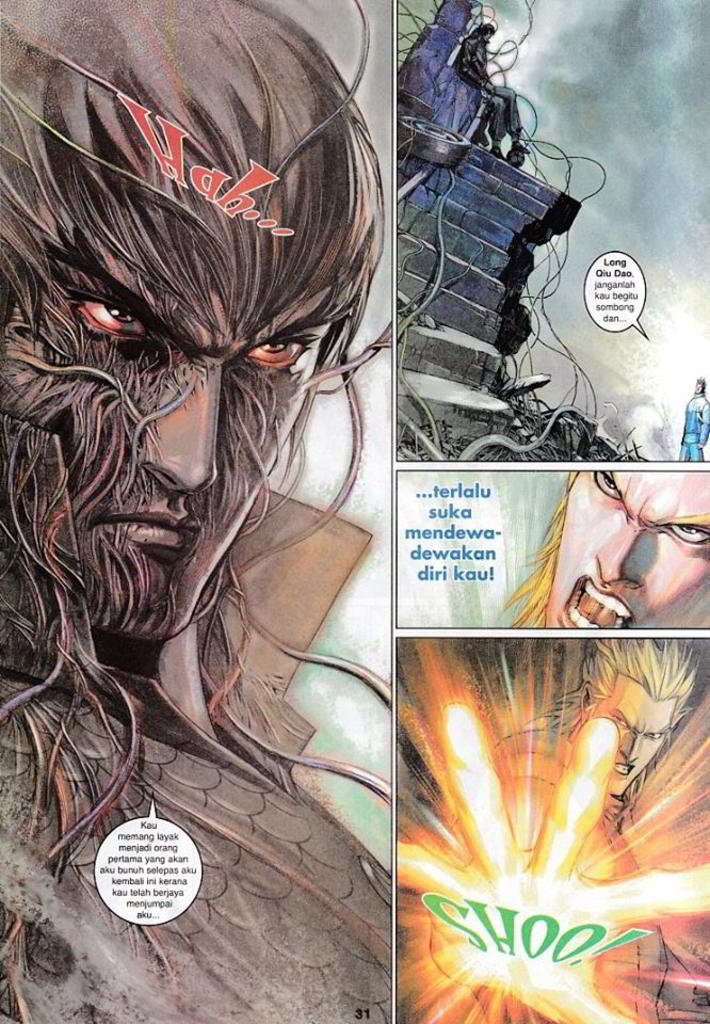 Hah....
Kau
memang layak
menjadi orang
pertama yang akan
aku bunuh selepas aku
kembali ini kerana
kau telah berjaya
menjumpai
aku...
31
Long
Qiu Dao,
janganlah
kau begitu
sombong
dan...
...terlalu
suka
mendewa-
dewakan
diri kau!
SHOO!